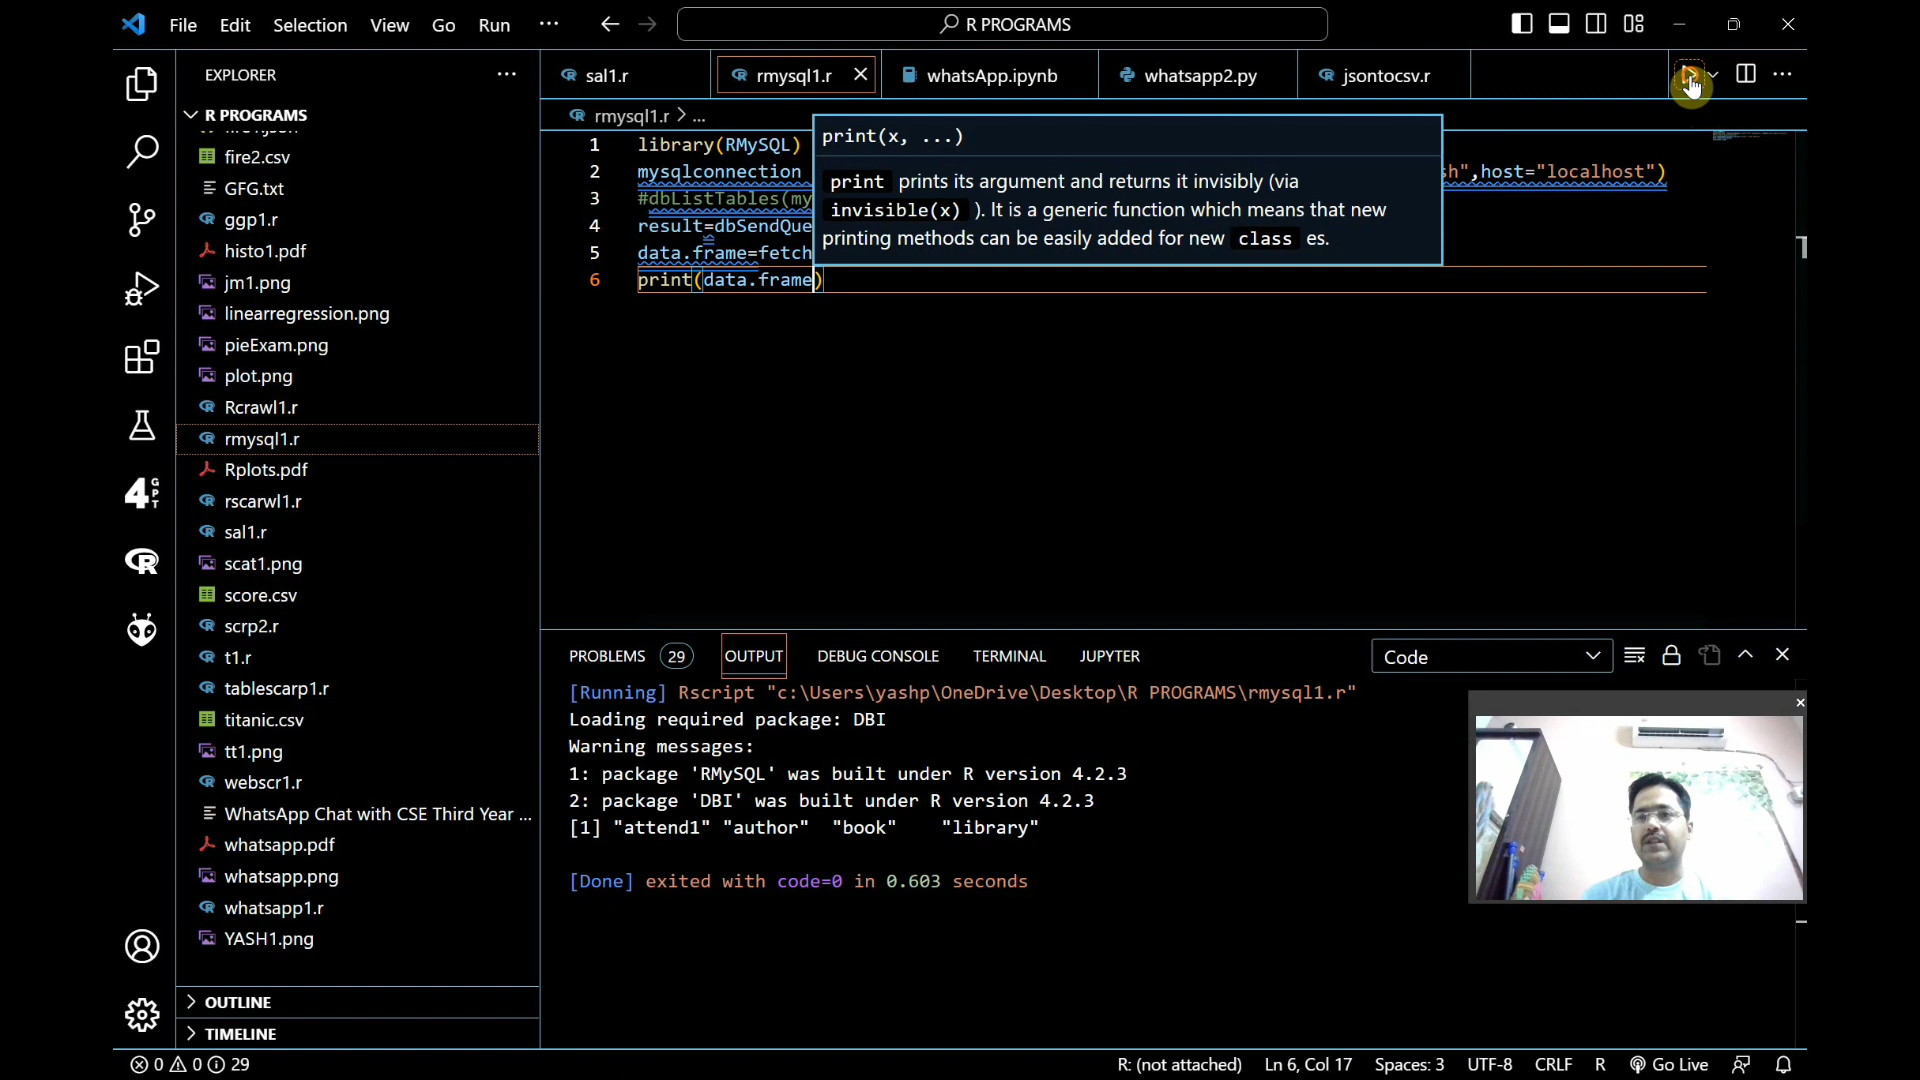 File Edit Selection View Go Run ... R PROGRAMS
EXPLORER ...
R PROGRAMS
fire2.csv
GFG.txt
ggp1.r
histo1.pdf
jm1.png
linearregression.png
pieExam.png
plot.png
Rcrawl1.r
rmysql1.r
Rplots.pdf
rscarwl1.r
sal1.r
scat1.png
score.csv
scrp2.r
t1.r
tablescarp1.r
titanic.csv
tt1.png
webscr1.r
WhatsApp Chat with CSE Third Year ...
whatsapp.pdf
whatsapp.png
whatsapp1.r
YASH1.png
OUTLINE
TIMELINE
sal1.r rmysql1.r whatsApp.ipynb whatsapp2.py jsontocsv.r
rmysql1.r > ...
1 library(RMySQL)
2 mysqlconnection h",host="localhost")
3 #dbListTables(my
4 result=dbSendQue
5 data.frame=fetch
6 print(data.frame)
print(x, ...)
print prints its argument and returns it invisibly (via
invisible(x) ). It is a generic function which means that new
printing methods can be easily added for new class es.
PROBLEMS 29 OUTPUT DEBUG CONSOLE TERMINAL JUPYTER Code
[Running] Rscript "c:\Users\yashp\OneDrive\Desktop\R PROGRAMS\rmysql1.r"
Loading required package: DBI
Warning messages:
1: package 'RMySQL' was built under R version 4.2.3
2: package 'DBI' was built under R version 4.2.3
[1] "attend1" "author" "book" "library"
[Done] exited with code=0 in 0.603 seconds
0 0 29 R: (not attached) Ln 6, Col 17 Spaces: 3 UTF-8 CRLF R Go Live